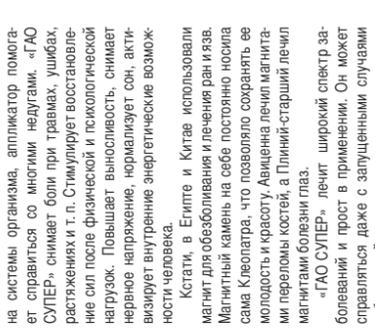 на системы организма, аппликатор помога-
ет справиться со многими недугами. «ГАО
СУПЕР» снимает боли при травмах, ушибах,
растяжениях и т. п. Стимулирует восстановле-
ние сил после физической и психологической
нагрузок. Повышает выносливость, снимает
нервное напряжение, нормализует сон, акти-
визирует внутренние энергетические возмож-
ности человека.
Кстати, в Египте и Китае использовали
магнит для обезболивания и лечения ран и язв.
Магнитный камень на себе постоянно носила
сама Клеопатра, что позволяло сохранять ее
молодость и красоту. Авиценна лечил магнита-
ми переломы костей, а Плиний-старший лечил
магнитами болезни глаз.
«ГАО СУПЕР» лечит широкий спектр за-
болеваний и прост в применении. Он может
справляться даже с запущенными случаями